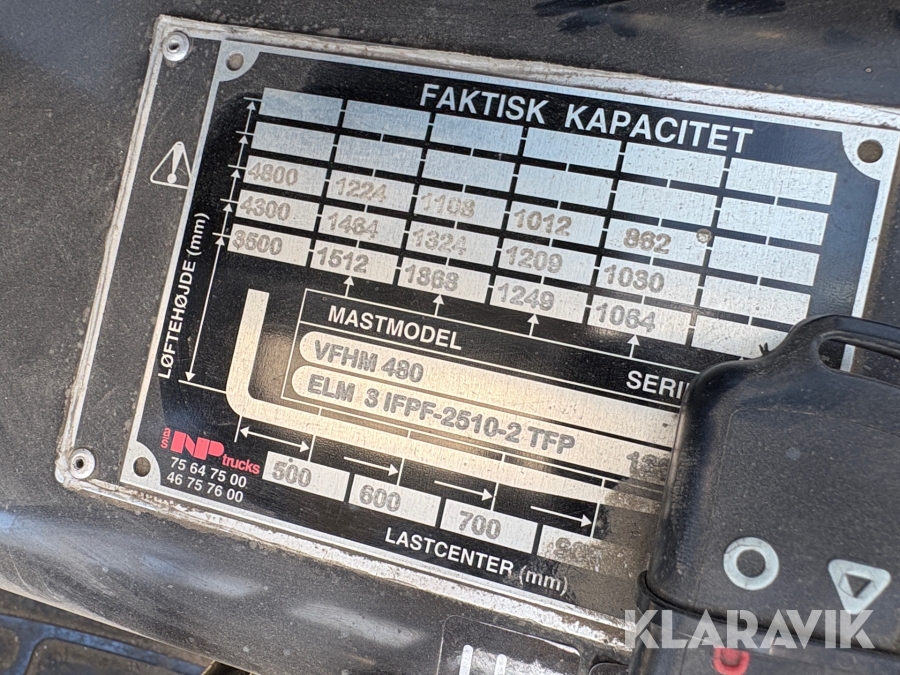 FAKTISK KAPACITET
LØFTEHØJDE (mm)
4800 1224 1108 1012 862
4300 1464 1324 1209 1030
3500 1512 1368 1249 1064
MASTMODEL
VFHM 480
SERI
ELM 3 IFPF-2510-2 TFP
A/S NP trucks
75 64 75 00
46 75 76 00
500 600 700
LASTCENTER (mm)
KLARAVIK